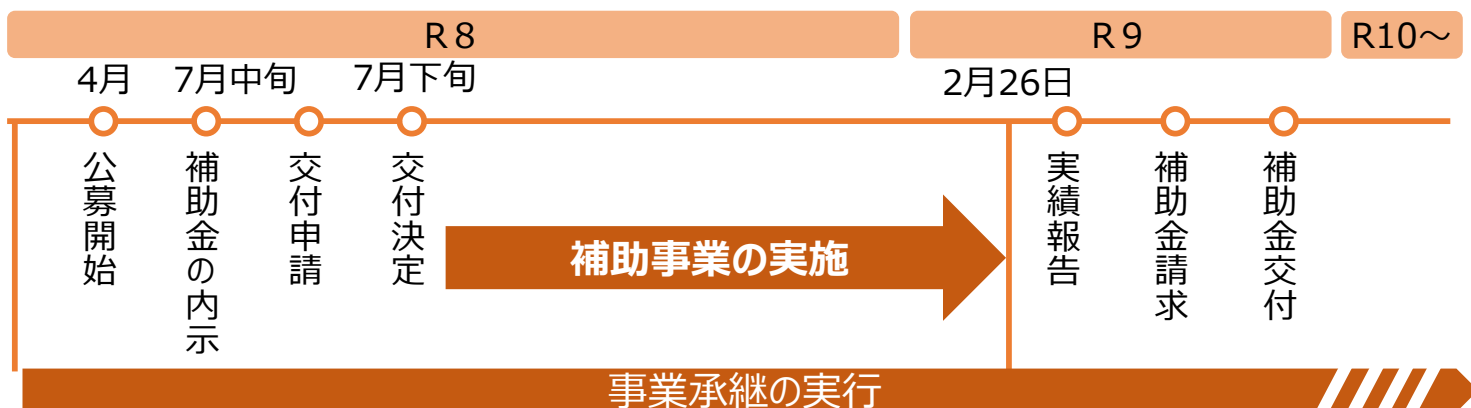 R８
R９
R10～
4月
7月中旬
7月下旬
2月26日
公募開始
補助金の内示
交付申請
交付決定
実績報告
補助金請求
補助金交付
補助事業の実施
事業承継の実行